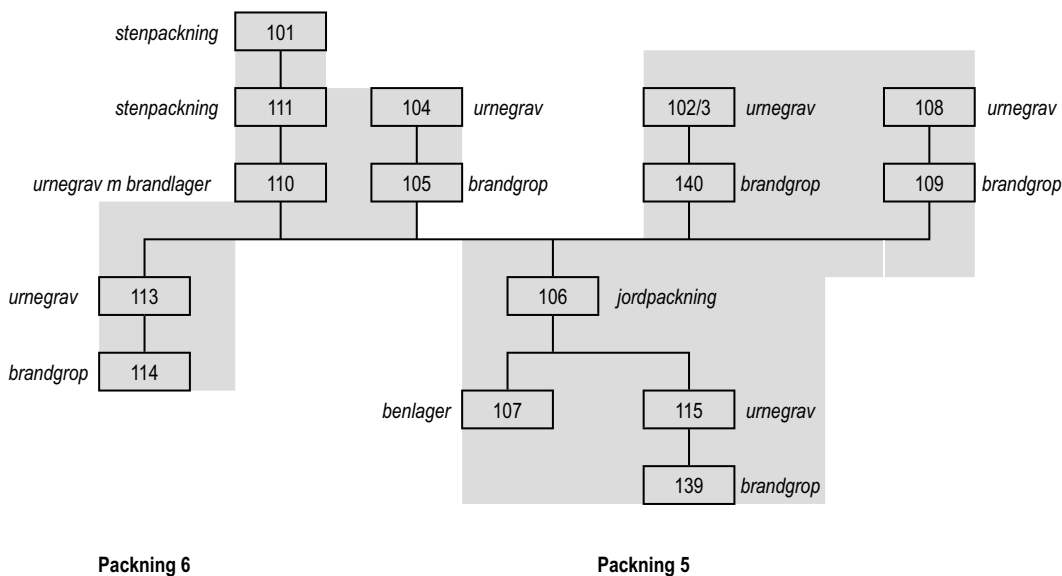 stenpackning 101
stenpackning 111 104 urnegrav 102/3 urnegrav 108 urnegrav
urnegrav m brandlager 110 105 brandgrop 140 brandgrop 109 brandgrop
urnegrav 113 106 jordpackning
brandgrop 114
benlager 107 115 urnegrav
139 brandgrop
Packning 6 Packning 5